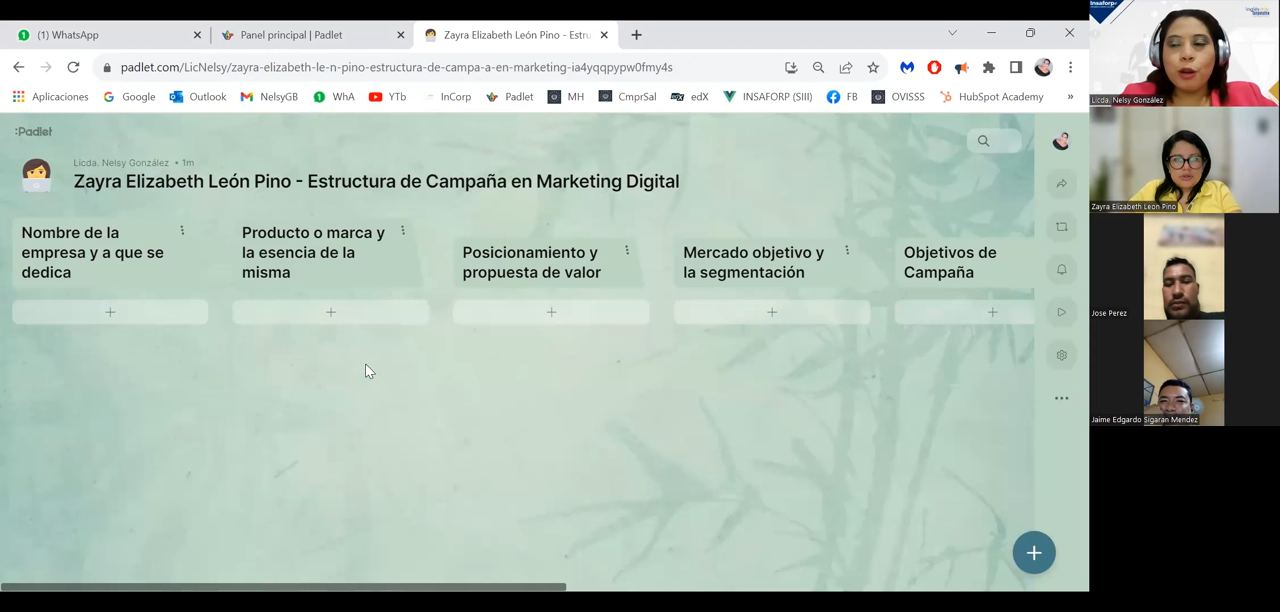 (1) WhatsApp
Panel principal | Padlet
Zayra Elizabeth León Pino - Estru
padlet.com/LicNelsy/zayra-elizabeth-le-n-pino-estructura-de-campa-a-en-marketing-ia4yqqpypw0fmy4s
Aplicaciones Google Outlook NelsyGB WhA YTb InCorp Padlet MH CmprSal edX INSAFORP (SIII) FB OVISSS HubSpot Academy »
:Padlet
Licda. Nelsy González • 1m
Zayra Elizabeth León Pino - Estructura de Campaña en Marketing Digital
Nombre de la
empresa y a que se
dedica
Producto o marca y
la esencia de la
misma
Posicionamiento y
propuesta de valor
Mercado objetivo y
la segmentación
Objetivos de
Campaña
Insaforp
Licda. Nelsy González
Zayra Elizabeth León Pino
Jose Perez
Jaime Edgardo Sigaran Mendez